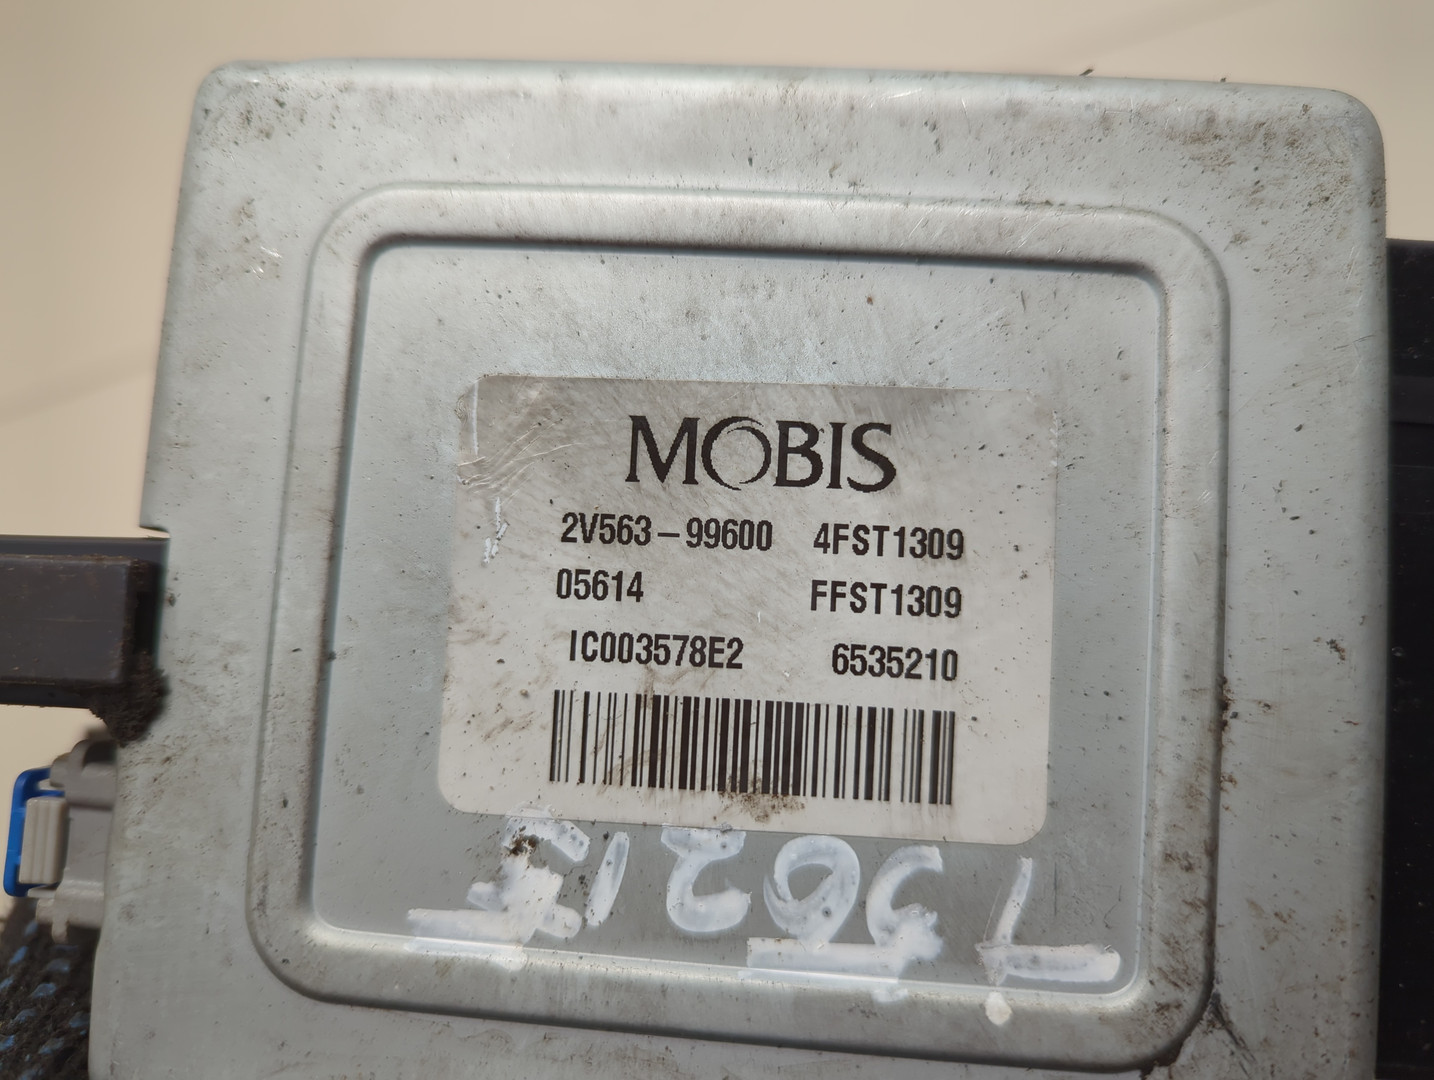 MOBIS
2V563-99600 4FST1309
05614 FFST1309
IC003578E2 6535210